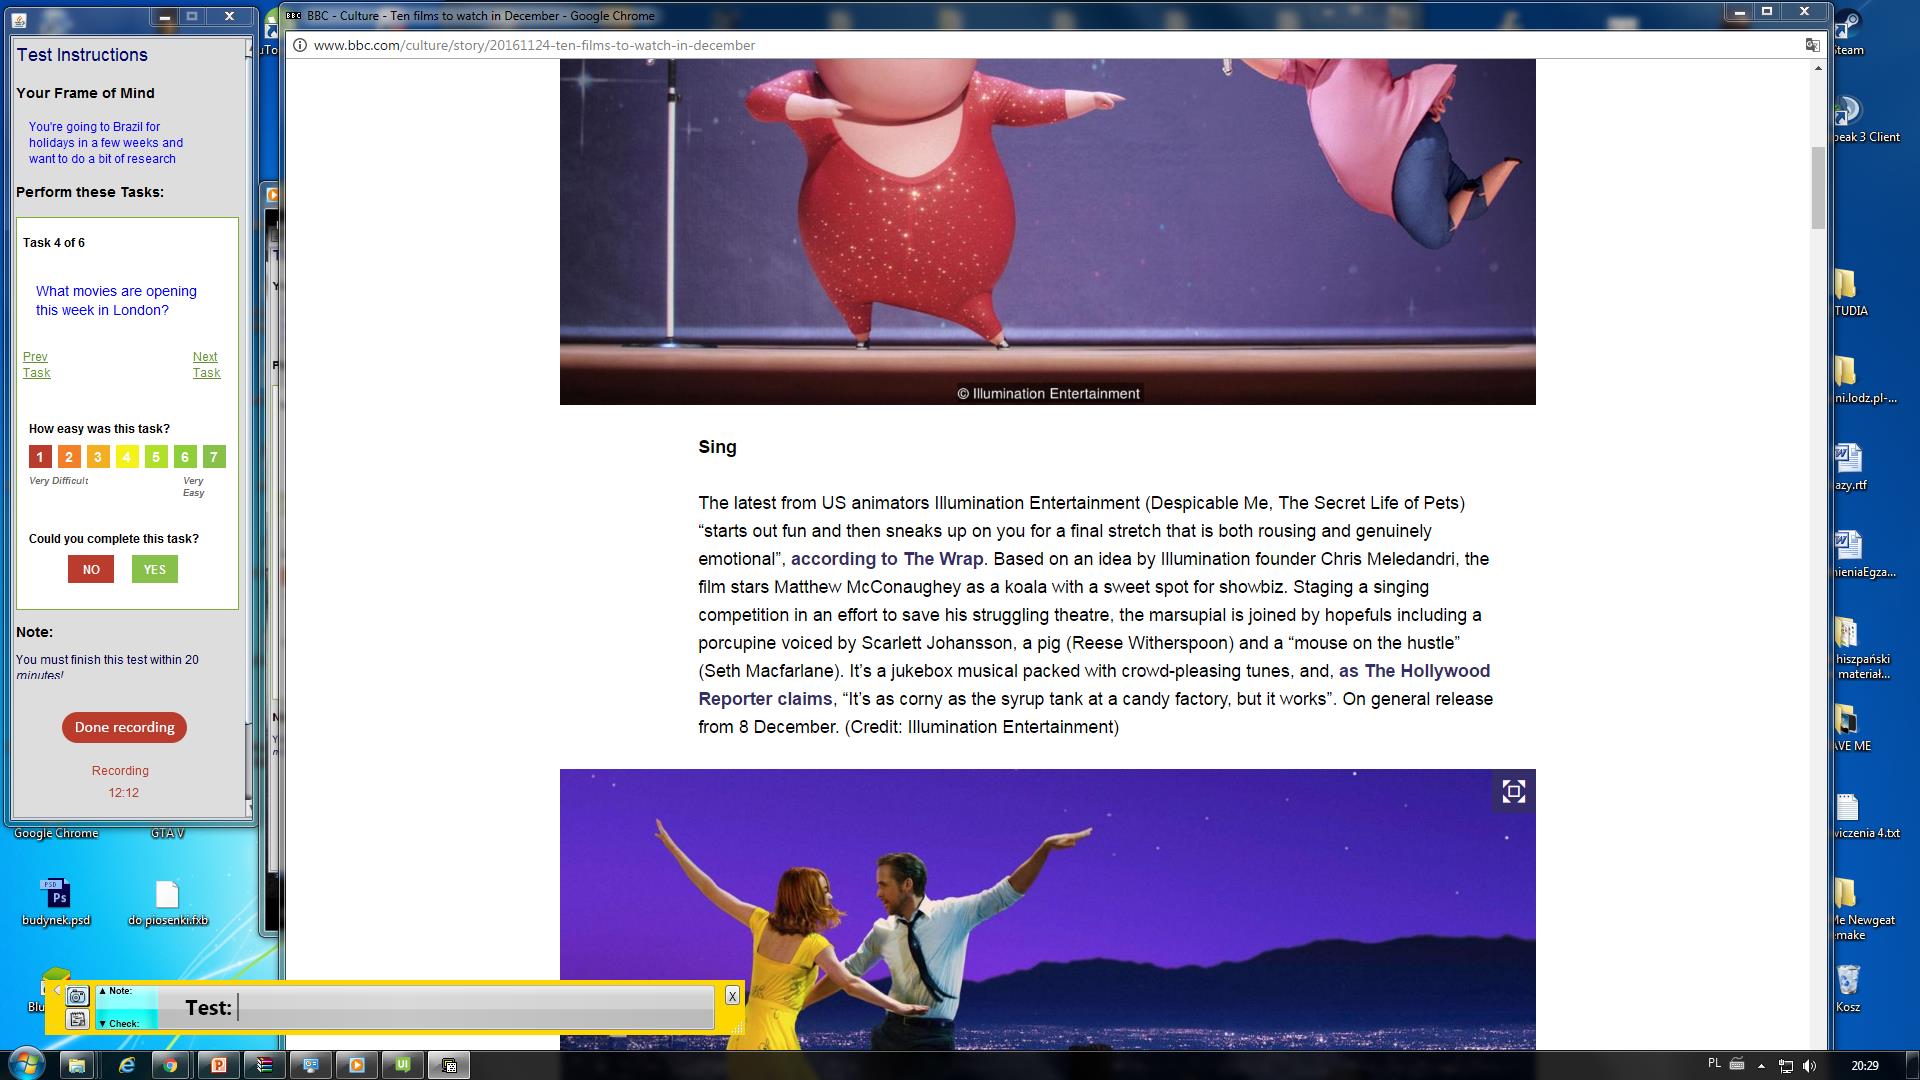 BBC - Culture - Ten films to watch in December - Google Chrome
www.bbc.com/culture/story/20161124-ten-films-to-watch-in-december
Test Instructions
Your Frame of Mind
You're going to Brazil for
holidays in a few weeks and
want to do a bit of research
Perform these Tasks:
Task 4 of 6
What movies are opening
this week in London?
Prev Task
Next Task
How easy was this task?
1 2 3 4 5 6 7
Very Difficult
Very Easy
Could you complete this task?
NO YES
Note:
You must finish this test within 20
minutes!
Done recording
Recording
12:12
Google Chrome
GTA V
budynek.psd
do piosenki.fxb
© Illumination Entertainment
Sing
The latest from US animators Illumination Entertainment (Despicable Me, The Secret Life of Pets)
“starts out fun and then sneaks up on you for a final stretch that is both rousing and genuinely
emotional”, according to The Wrap. Based on an idea by Illumination founder Chris Meledandri, the
film stars Matthew McConaughey as a koala with a sweet spot for showbiz. Staging a singing
competition in an effort to save his struggling theatre, the marsupial is joined by hopefuls including a
porcupine voiced by Scarlett Johansson, a pig (Reese Witherspoon) and a “mouse on the hustle”
(Seth Macfarlane). It’s a jukebox musical packed with crowd-pleasing tunes, and, as The Hollywood
Reporter claims, “It’s as corny as the syrup tank at a candy factory, but it works”. On general release
from 8 December. (Credit: Illumination Entertainment)
▲ Note:
▼ Check:
Test:
X
Steam
peak 3 Client
TUDIA
ni.lodz.pl-...
azy.rtf
nieniaEgza...
hiszpański
materiał...
AVE ME
wiczenia 4.txt
Me Newgeat
emake
Kosz
PL
20:29